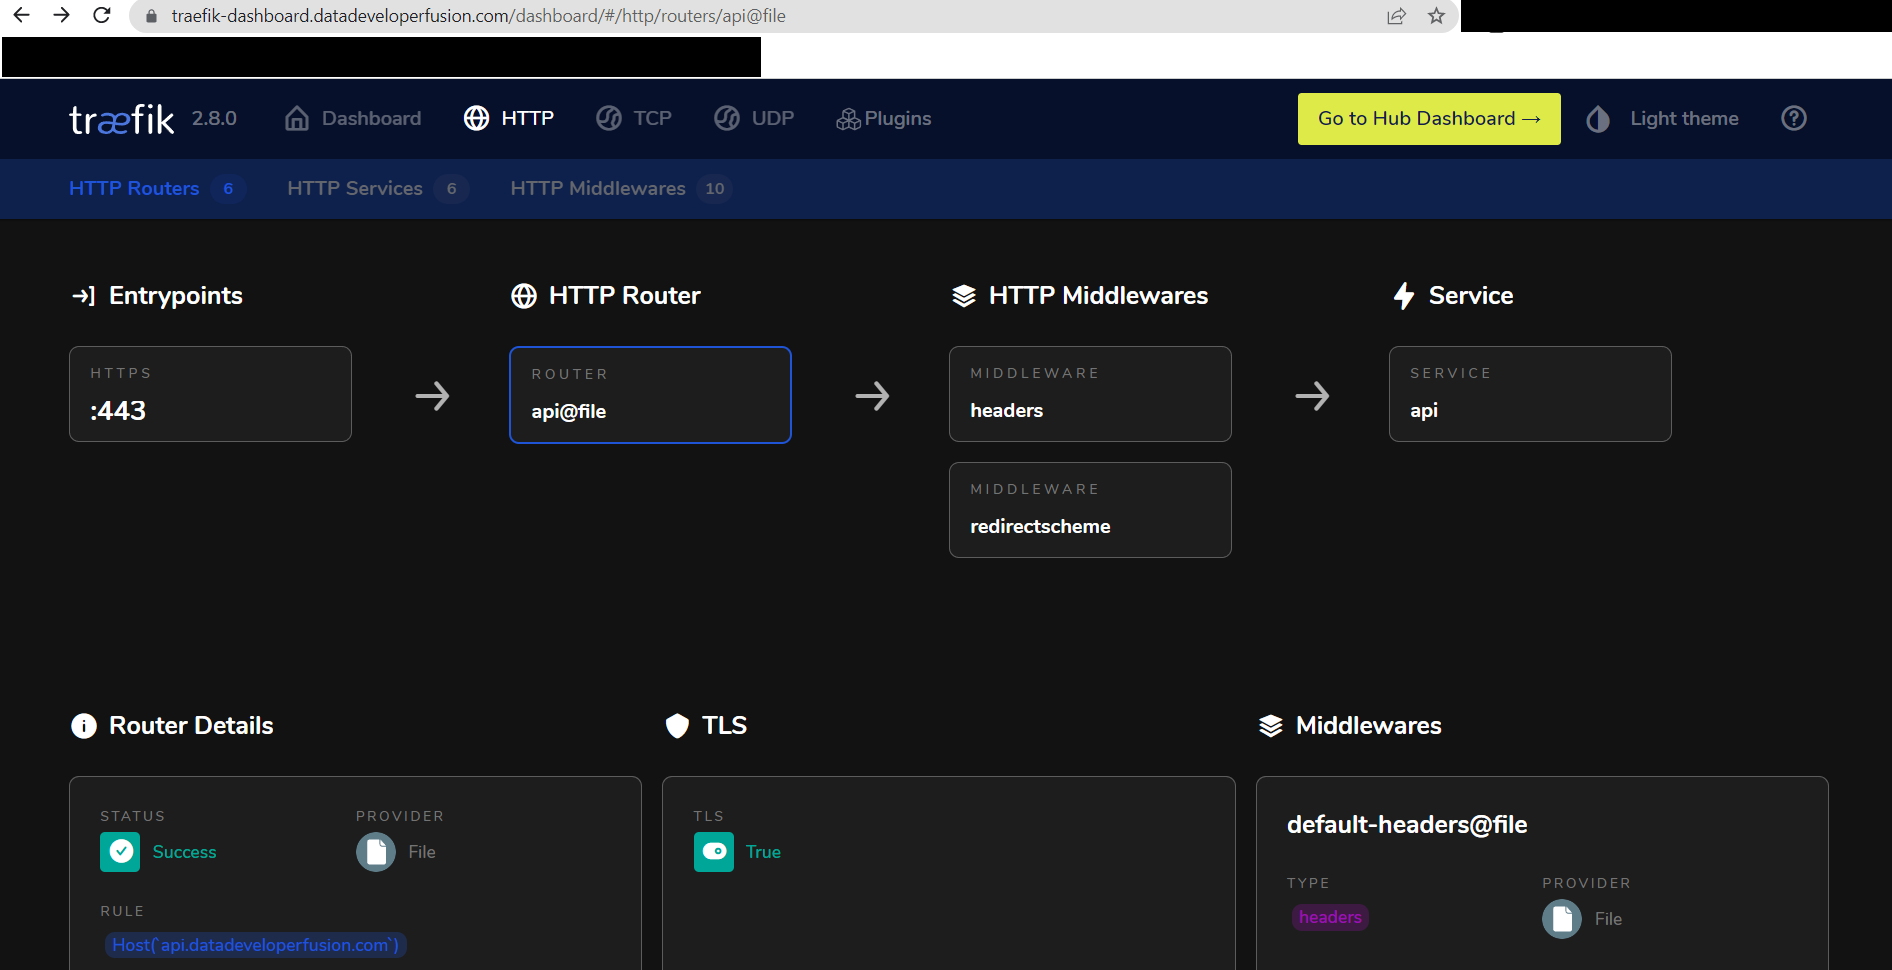 traefik-dashboard.datadeveloperfusion.com/dashboard/#/http/routers/api@file
træfik 2.8.0 Dashboard HTTP TCP UDP Plugins Go to Hub Dashboard → Light theme
HTTP Routers 6 HTTP Services 6 HTTP Middlewares 10
Entrypoints HTTP Router HTTP Middlewares Service
HTTPS ROUTER MIDDLEWARE SERVICE
:443 api@file headers api
MIDDLEWARE
redirectscheme
Router Details TLS Middlewares
STATUS PROVIDER TLS default-headers@file
Success File True
TYPE PROVIDER
headers File
RULE
Host(`api.datadeveloperfusion.com`)